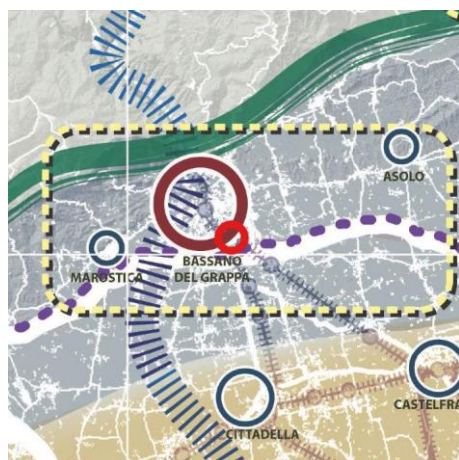 ASOLO
BASSANO
DEL GRAPPA
MAROSTICA
CASTELFRA
CITTADELLA